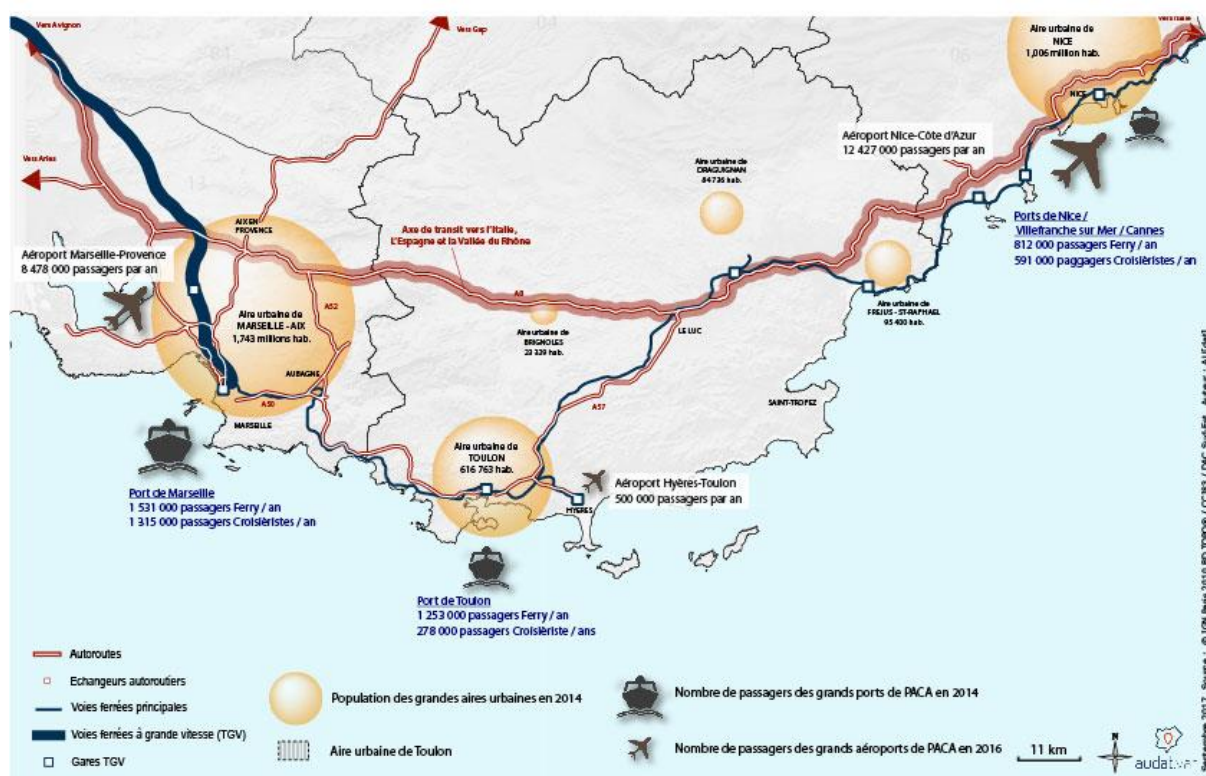 Vers Avignon
Vers Gap
Vers Arles
Aire urbaine de
NICE
1,006 million hab.
NICE
Aéroport Nice-Côte d'Azur
12 427 000 passagers par an
Aire urbaine de
DRAGUIGNAN
Ports de Nice /
Villefranche sur Mer / Cannes
812 000 passagers Ferry / an
591 000 paggagers Croisièristes / an
AIX EN
PROVENCE
Axe de transit vers l'Italie,
L'Espagne et la Vallée du Rhône
Aéroport Marseille-Provence
8 478 000 passagers par an
A8
A52
Aire urbaine de
MARSEILLE - AIX
1,743 millions hab.
Aire urbaine de
BRIGNOLES
23 329 hab.
LE LUC
Aire urbaine de
FREJUS - ST-RAPHAEL
95 400 hab.
AUBAGNE
A50
A57
MARSEILLE
SAINT-TROPEZ
Aire urbaine de
TOULON
616 763 hab.
Aéroport Hyères-Toulon
500 000 passagers par an
HYERES
Port de Marseille
1 531 000 passagers Ferry / an
1 315 000 passagers Croisièristes / an
Port de Toulon
1 253 000 passagers Ferry / an
278 000 passagers Croisièriste / ans
Autoroutes
Echangeurs autoroutiers
Voies ferrées principales
Voies ferrées à grande vitesse (TGV)
Gares TGV
Population des grandes aires urbaines en 2014
Aire urbaine de Toulon
Nombre de passagers des grands ports de PACA en 2014
Nombre de passagers des grands aéroports de PACA en 2016
11 km
N
audat.var